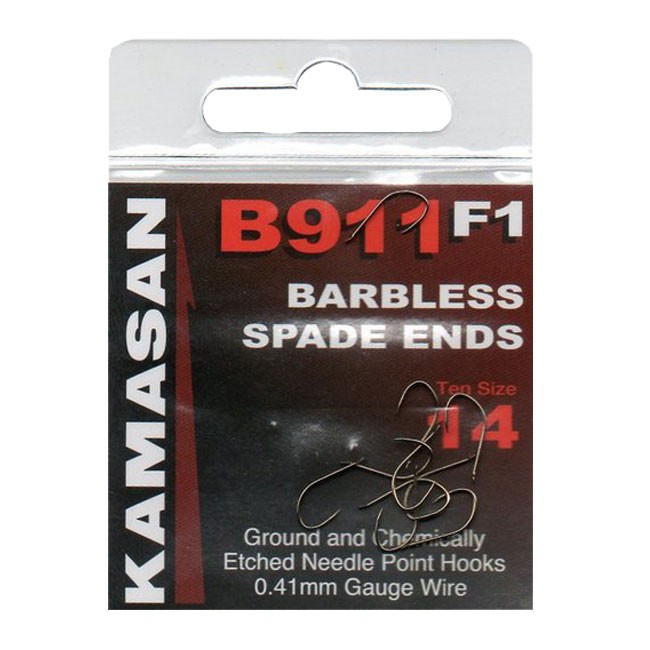 KAMASAN
B911 F1
BARBLESS
SPADE ENDS
Ten Size
14
Ground and Chemically
Etched Needle Point Hooks
0.41mm Gauge Wire